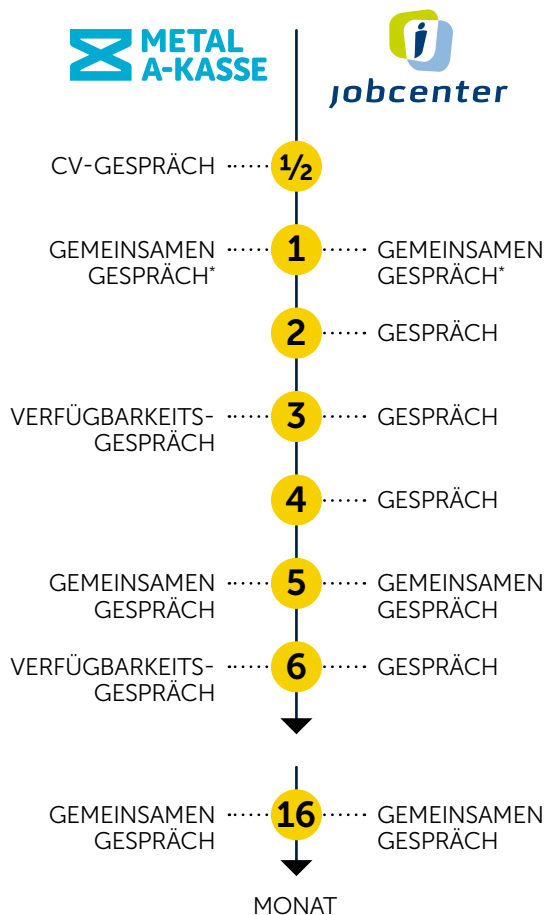 METAL
A-KASSE
jobcenter
CV-GESPRÄCH
½
GEMEINSAMEN
GESPRÄCH*
1
GEMEINSAMEN
GESPRÄCH*
2
GESPRÄCH
VERFÜGBARKEITS-
GESPRÄCH
3
GESPRÄCH
4
GESPRÄCH
GEMEINSAMEN
GESPRÄCH
5
GEMEINSAMEN
GESPRÄCH
VERFÜGBARKEITS-
GESPRÄCH
6
GESPRÄCH
GEMEINSAMEN
GESPRÄCH
16
GEMEINSAMEN
GESPRÄCH
MONAT